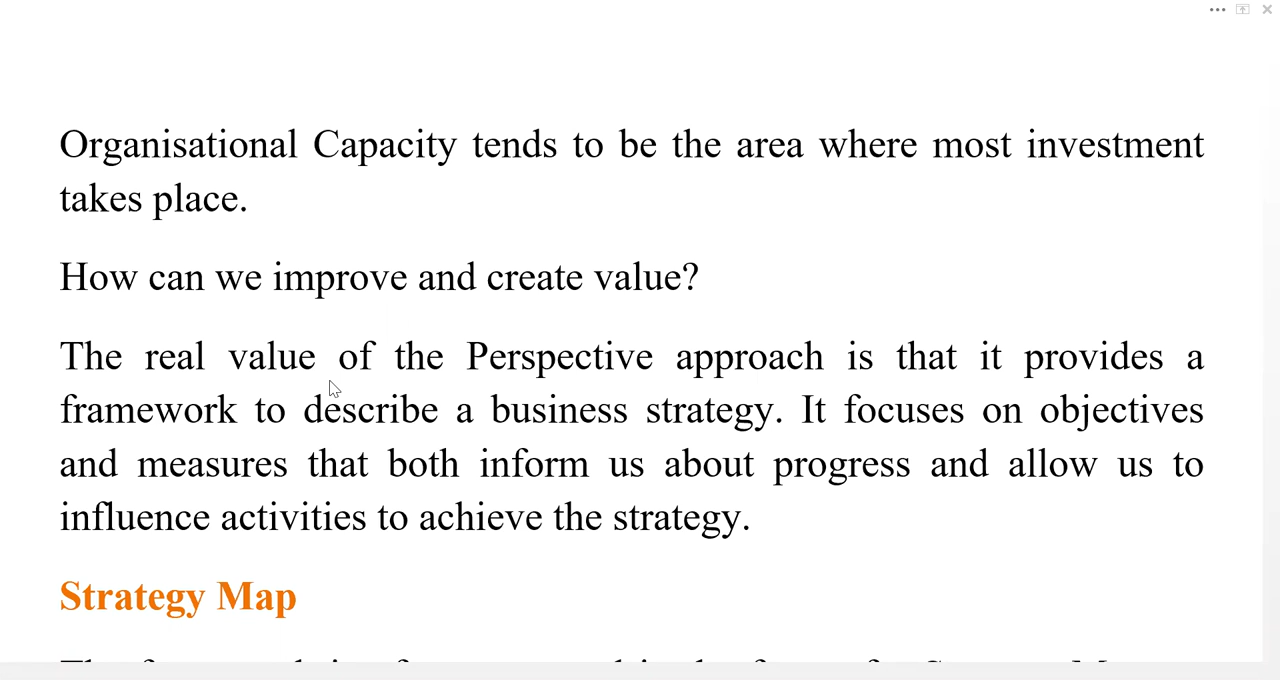 Organisational Capacity tends to be the area where most investment
takes place.
How can we improve and create value?
The real value of the Perspective approach is that it provides a
framework to describe a business strategy. It focuses on objectives
and measures that both inform us about progress and allow us to
influence activities to achieve the strategy.
Strategy Map